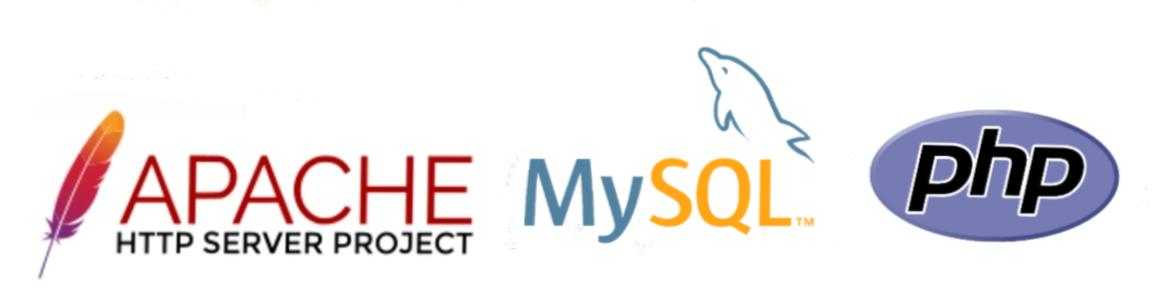 APACHE
HTTP SERVER PROJECT
MySQL™
php